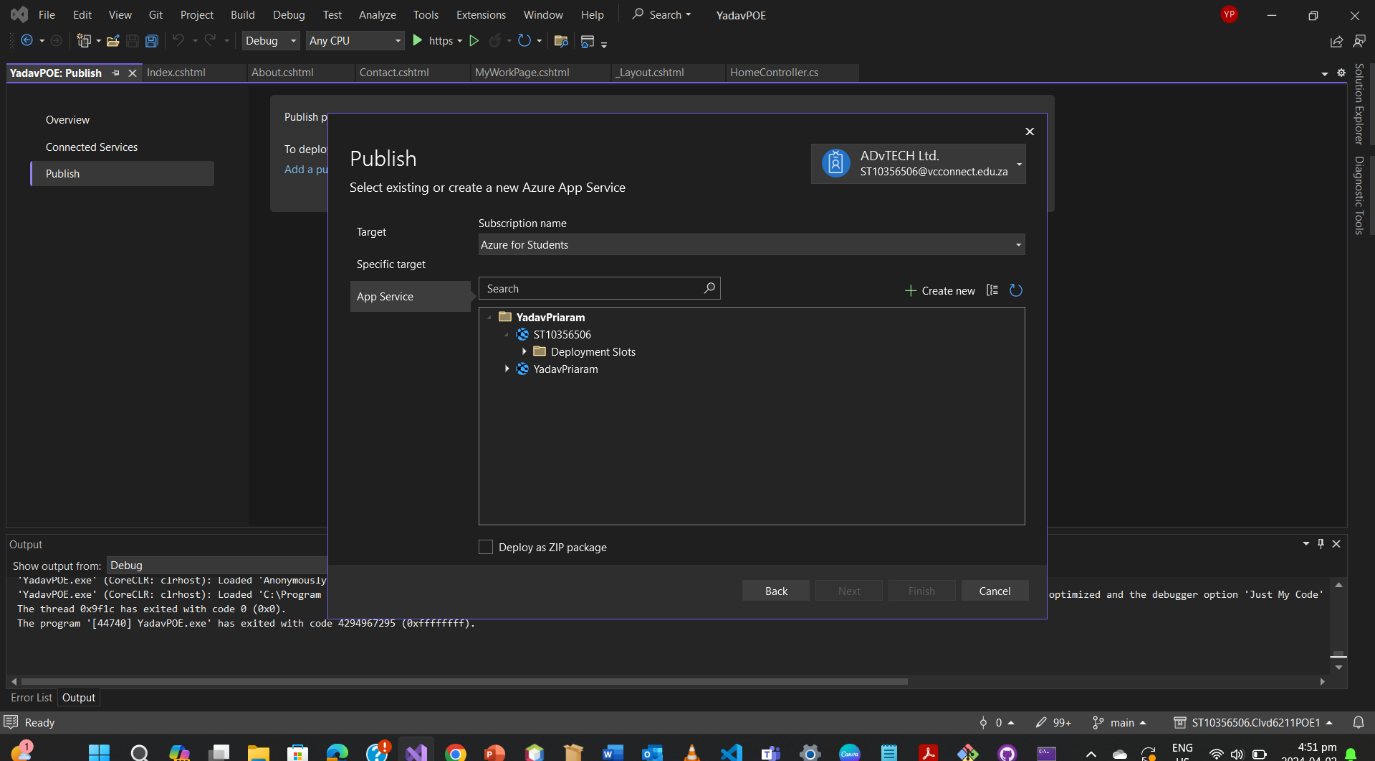 File Edit View Git Project Build Debug Test Analyze Tools Extensions Window Help Search YadavPOE YP
Debug Any CPU https
YadavPOE: Publish Index.cshtml About.cshtml Contact.cshtml MyWorkPage.cshtml _Layout.cshtml HomeController.cs
Solution Explorer
Diagnostic Tools
Overview
Connected Services
Publish
Publish p
To deplo
Add a pu
Publish
Select existing or create a new Azure App Service
ADvTECH Ltd.
ST10356506@vcconnect.edu.za
Target
Specific target
App Service
Subscription name
Azure for Students
Search
Create new
YadavPriaram
ST10356506
Deployment Slots
YadavPriaram
Deploy as ZIP package
Back Next Finish Cancel
Output
Show output from: Debug
'YadavPOE.exe' (CoreCLR: clrhost): Loaded 'Anonymously
'YadavPOE.exe' (CoreCLR: clrhost): Loaded 'C:\Program optimized and the debugger option 'Just My Code'
The thread 0x9f1c has exited with code 0 (0x0).
The program '[44740] YadavPOE.exe' has exited with code 4294967295 (0xffffffff).
Error List Output
Ready 0 99+ main ST10356506.Clvd6211POE1
1 ENG 4:51 pm